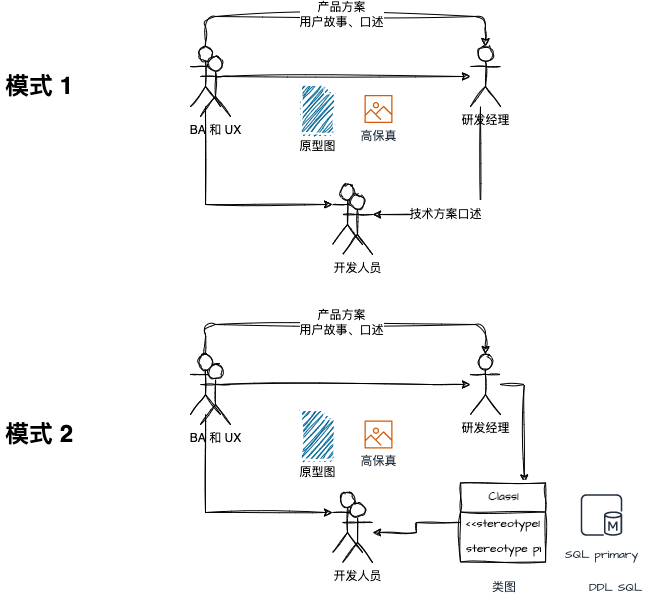 产品方案
用户故事、口述
模式 1
BA 和 UX
原型图
高保真
研发经理
技术方案口述
开发人员
产品方案
用户故事、口述
模式 2
BA 和 UX
原型图
高保真
研发经理
Class1
<<stereotype1
stereotype p1
M
SQL primary
开发人员
类图
DDL SQL